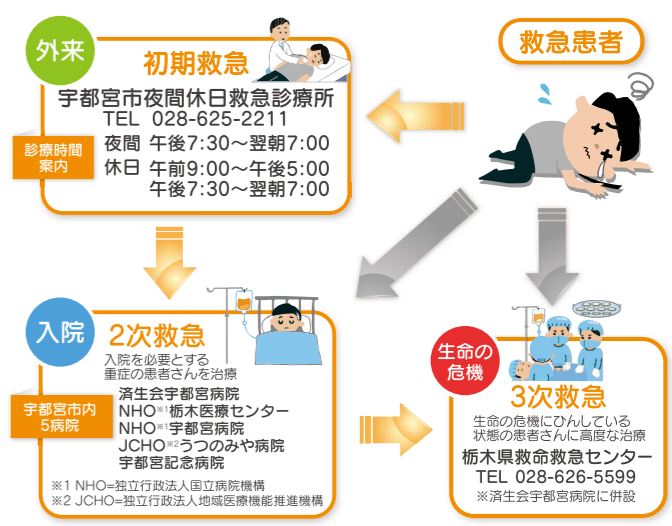 救急患者
外来
初期救急
宇都宮市夜間休日救急診療所
TEL 028-625-2211
診療時間
案内
夜間 午後7:30〜翌朝7:00
休日 午前9:00〜午後5:00
午後7:30〜翌朝7:00
入院
2次救急
入院を必要とする
重症の患者さんを治療
宇都宮市内
5病院
済生会宇都宮病院
NHO※1栃木医療センター
NHO※1宇都宮病院
JCHO※2うつのみや病院
宇都宮記念病院
※1 NHO=独立行政法人国立病院機構
※2 JCHO=独立行政法人地域医療機能推進機構
生命の
危機
3次救急
生命の危機にひんしている
状態の患者さんに高度な治療
栃木県救命救急センター
TEL 028-626-5599
※済生会宇都宮病院に併設